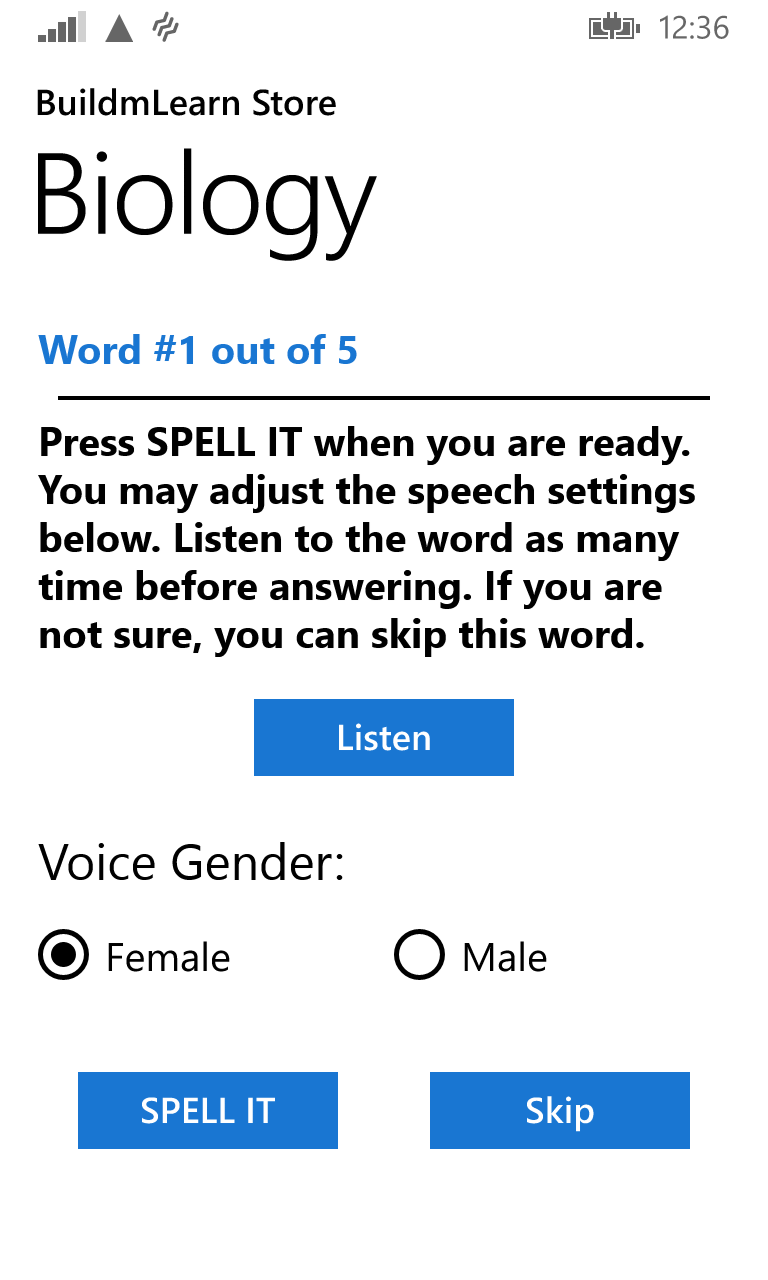 12:36
BuildmLearn Store
Biology
Word #1 out of 5
Press SPELL IT when you are ready.
You may adjust the speech settings
below. Listen to the word as many
time before answering. If you are
not sure, you can skip this word.
Listen
Voice Gender:
Female Male
SPELL IT Skip